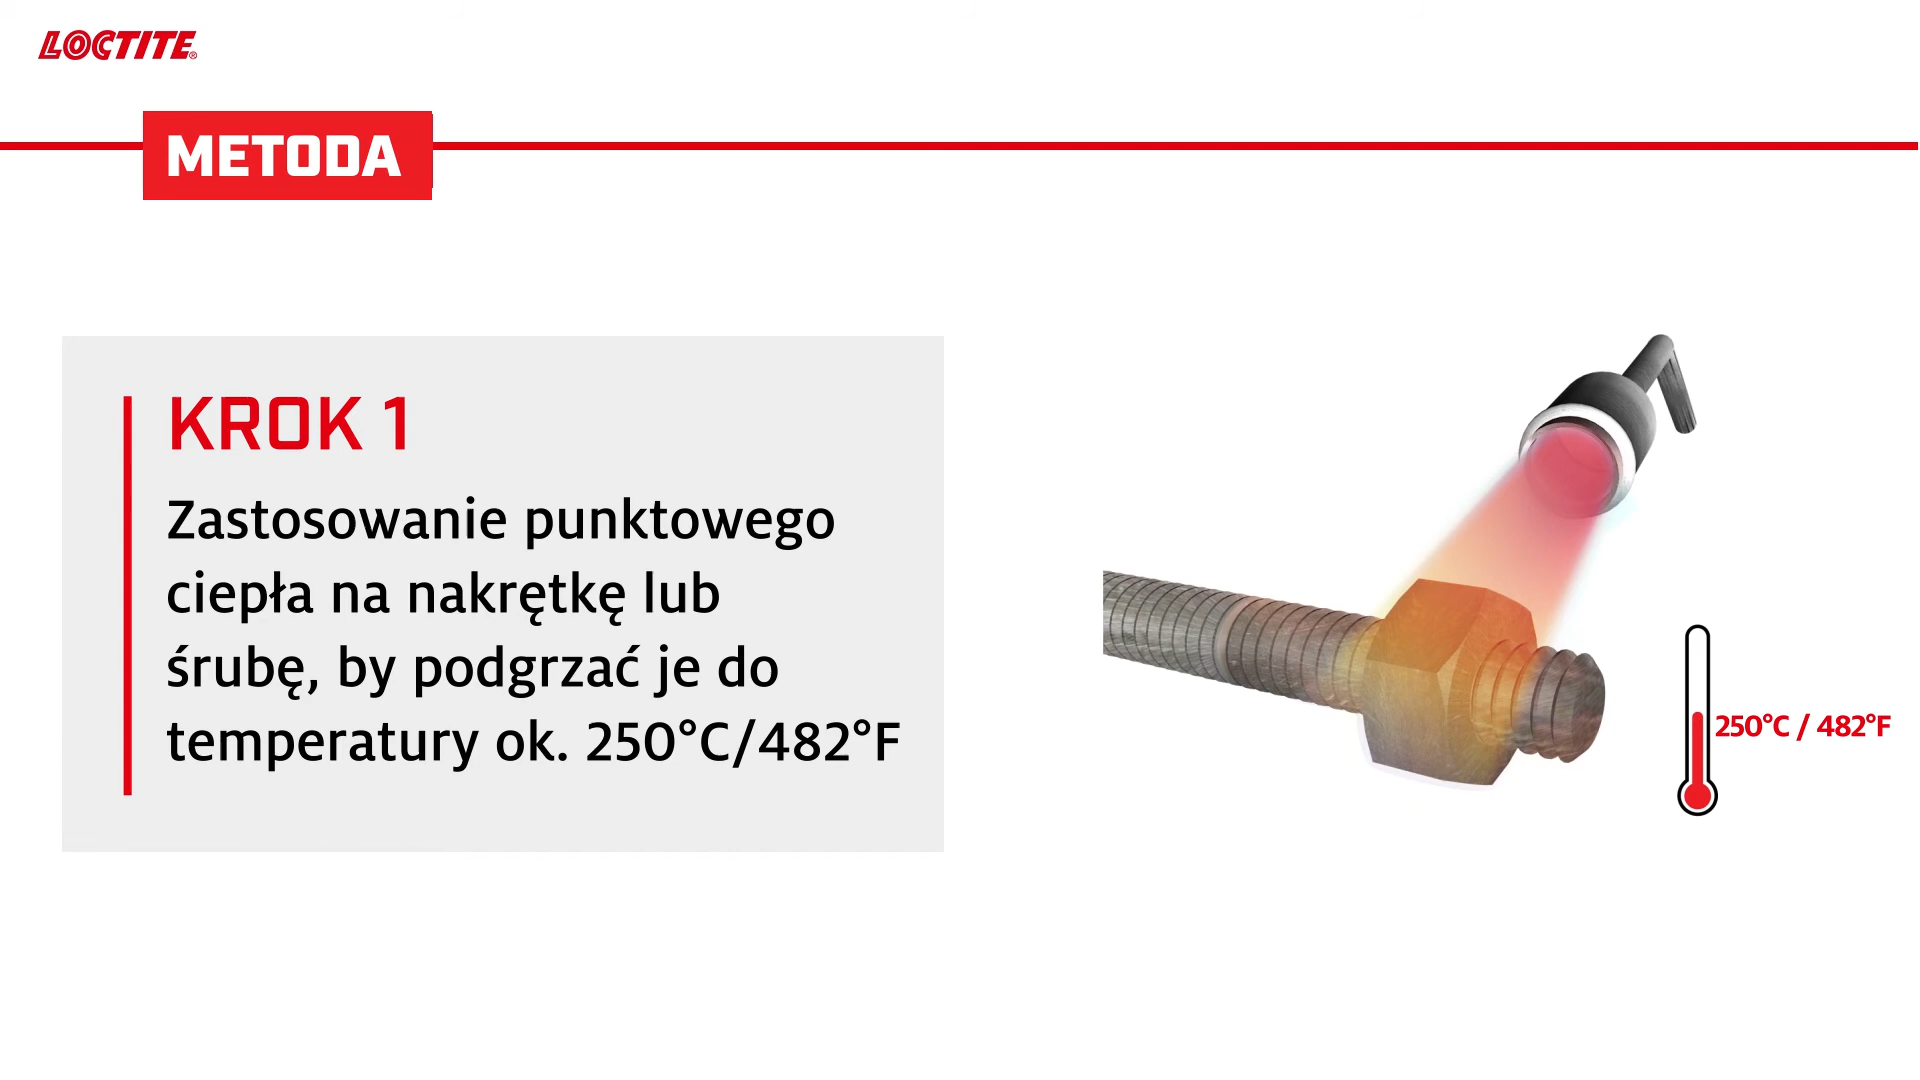 LOCTITE®
METODA
KROK 1
Zastosowanie punktowego
ciepła na nakrętkę lub
śrubę, by podgrzać je do
temperatury ok. 250°C/482°F
250°C / 482°F